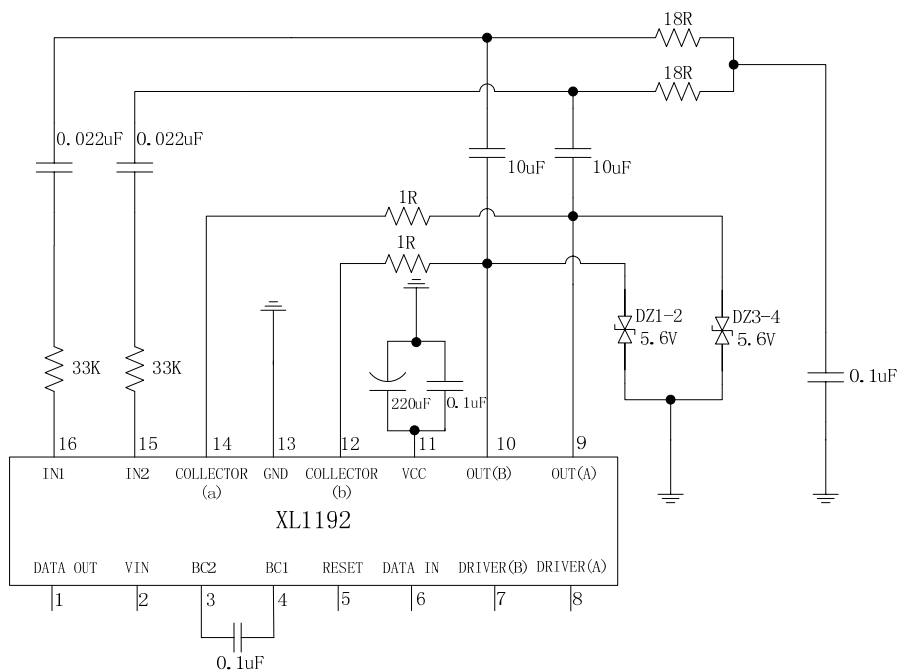 18R
18R
0.022uF
0.022uF
10uF
10uF
1R
1R
DZ1-2
5.6V
DZ3-4
5.6V
33K
33K
220uF
0.1uF
0.1uF
16
15
14
13
12
11
10
9
IN1
IN2
COLLECTOR
(a)
GND
COLLECTOR
(b)
VCC
OUT(B)
OUT(A)
XL1192
DATA OUT
VIN
BC2
BC1
RESET
DATA IN
DRIVER(B)
DRIVER(A)
1
2
3
4
5
6
7
8
0.1uF